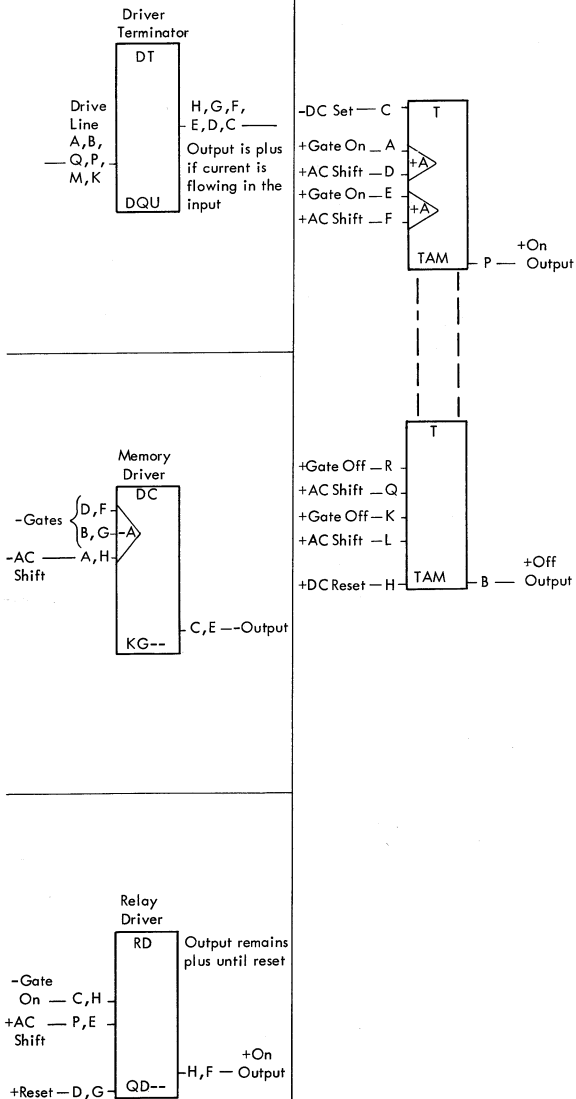 Driver
Terminator
DT
Drive
Line
A,B,
Q,P,
M,K
H,G,F,
E,D,C
Output is plus
if current is
flowing in the
input
DQU
Memory
Driver
DC
-Gates
D,F
B,G
-A
-AC
Shift
A,H
C,E
-Output
KG--
Relay
Driver
RD
Output remains
plus until reset
-Gate
On
C,H
+AC
Shift
P,E
H,F
+On
Output
+Reset
D,G
QD--
-DC Set
C
T
+Gate On
A
+A
+AC Shift
D
+Gate On
E
+A
+AC Shift
F
TAM
P
+On
Output
T
+Gate Off
R
+AC Shift
Q
+Gate Off
K
+AC Shift
L
+DC Reset
H
TAM
B
+Off
Output